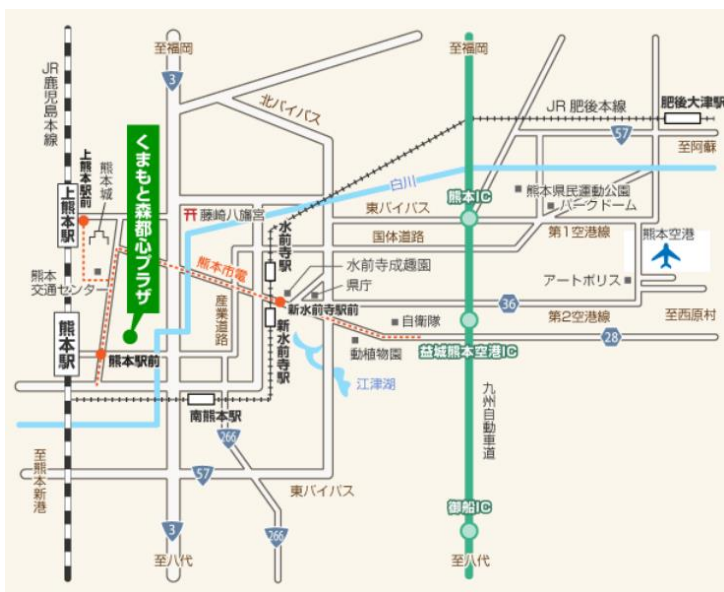 至福岡
3
至福岡
JR鹿児島本線
北バイパス
JR 肥後本線
肥後大津駅
57
至阿蘇
くまもと森都心プラザ
上熊本駅前
熊本城
上熊本駅
白川
熊本IC
熊本県民運動公園
パークドーム
藤崎八旛宮
東バイパス
国体道路
第1空港線
熊本空港
水前寺駅
熊本市電
水前寺成趣園
県庁
アートポリス
熊本
交通センター
産業道路
新水前寺駅前
36
第2空港線
至西原村
熊本駅
熊本駅前
新水前寺駅
自衛隊
動植物園
益城熊本空港IC
28
江津湖
九州自動車道
南熊本駅
266
至熊本新港
57
東バイパス
御船IC
3
266
至八代
至八代